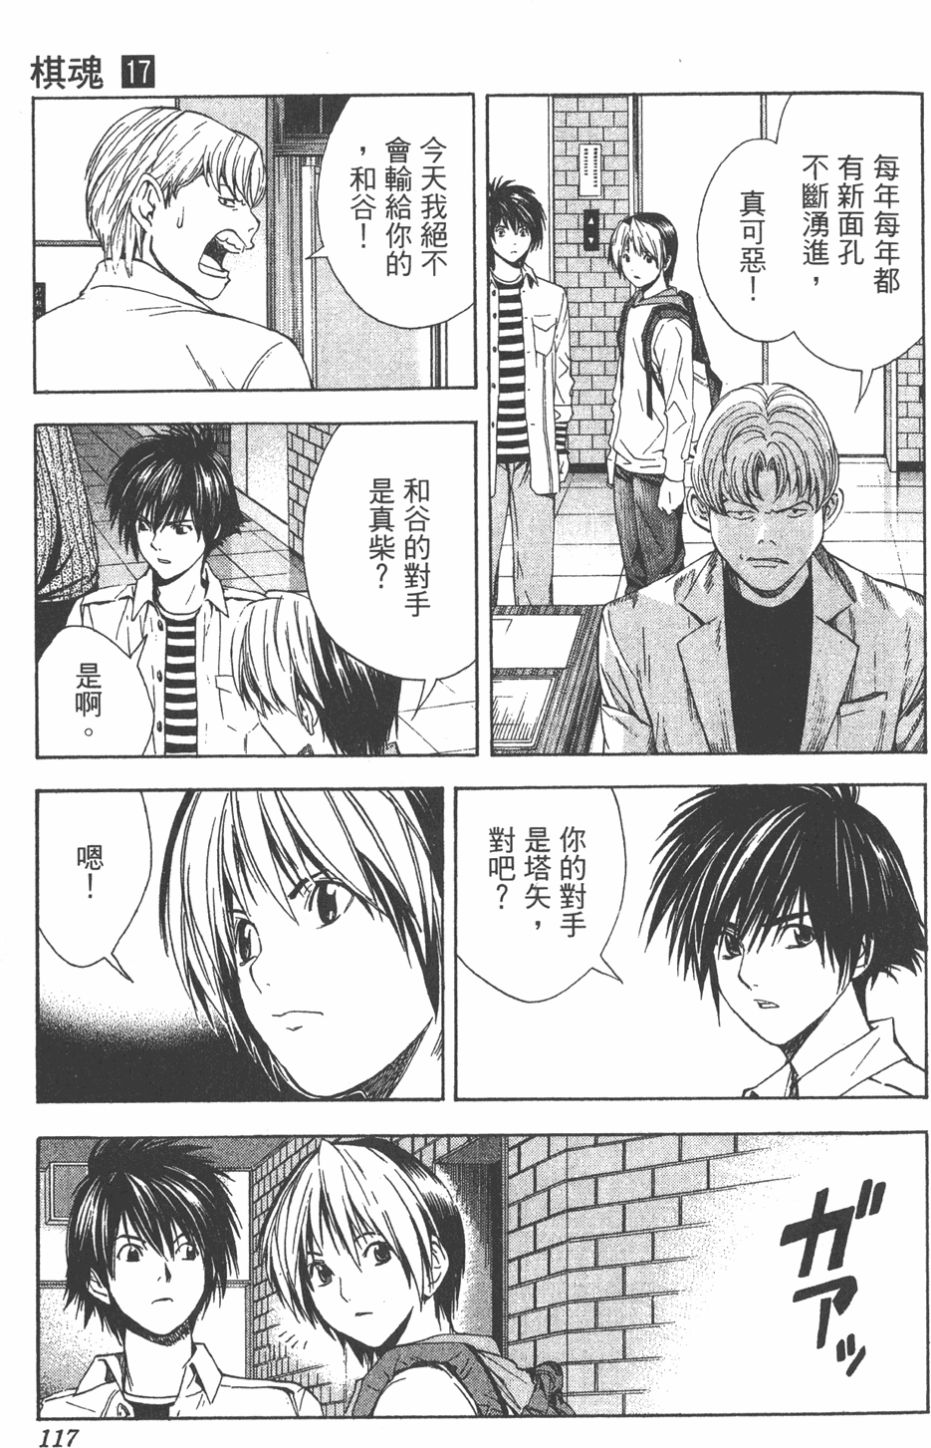 棋魂 17
每年每年都
有新面孔
不斷湧進，
真可惡！
今天我絕不
會輸給你的
，和谷！
和谷的對手
是真柴？
是啊。
你的對手
是塔矢，
對吧？
嗯！
ガアッ
117